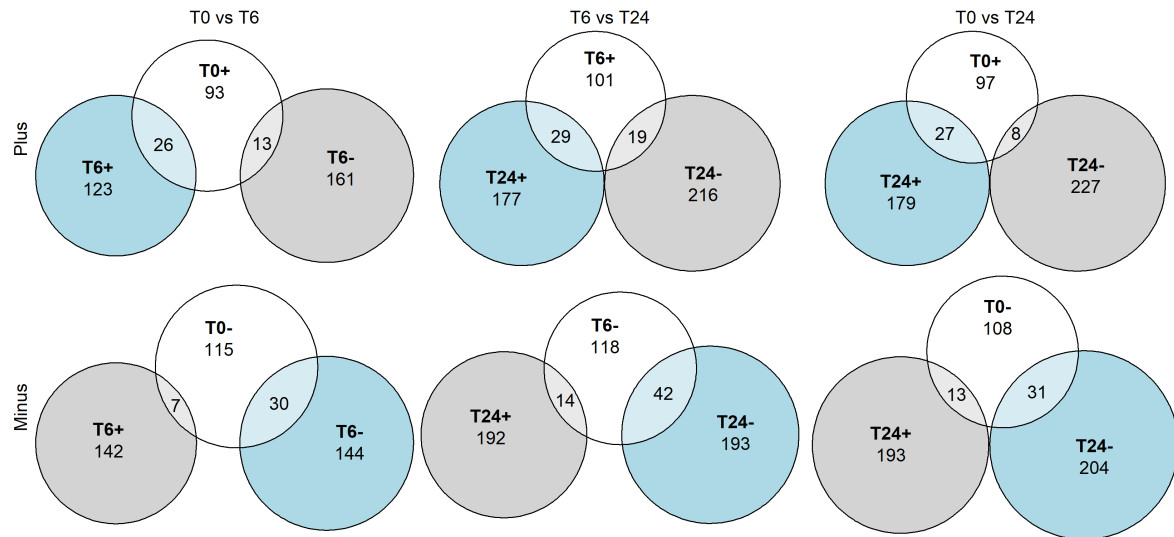 T0 vs T6
T6 vs T24
T0 vs T24
Plus
T0+
93
26
13
T6+
123
T6-
161
T6+
101
29
19
T24+
177
T24-
216
T0+
97
27
8
T24+
179
T24-
227
Minus
T0-
115
7
30
T6+
142
T6-
144
T6-
118
14
42
T24+
192
T24-
193
T0-
108
13
31
T24+
193
T24-
204